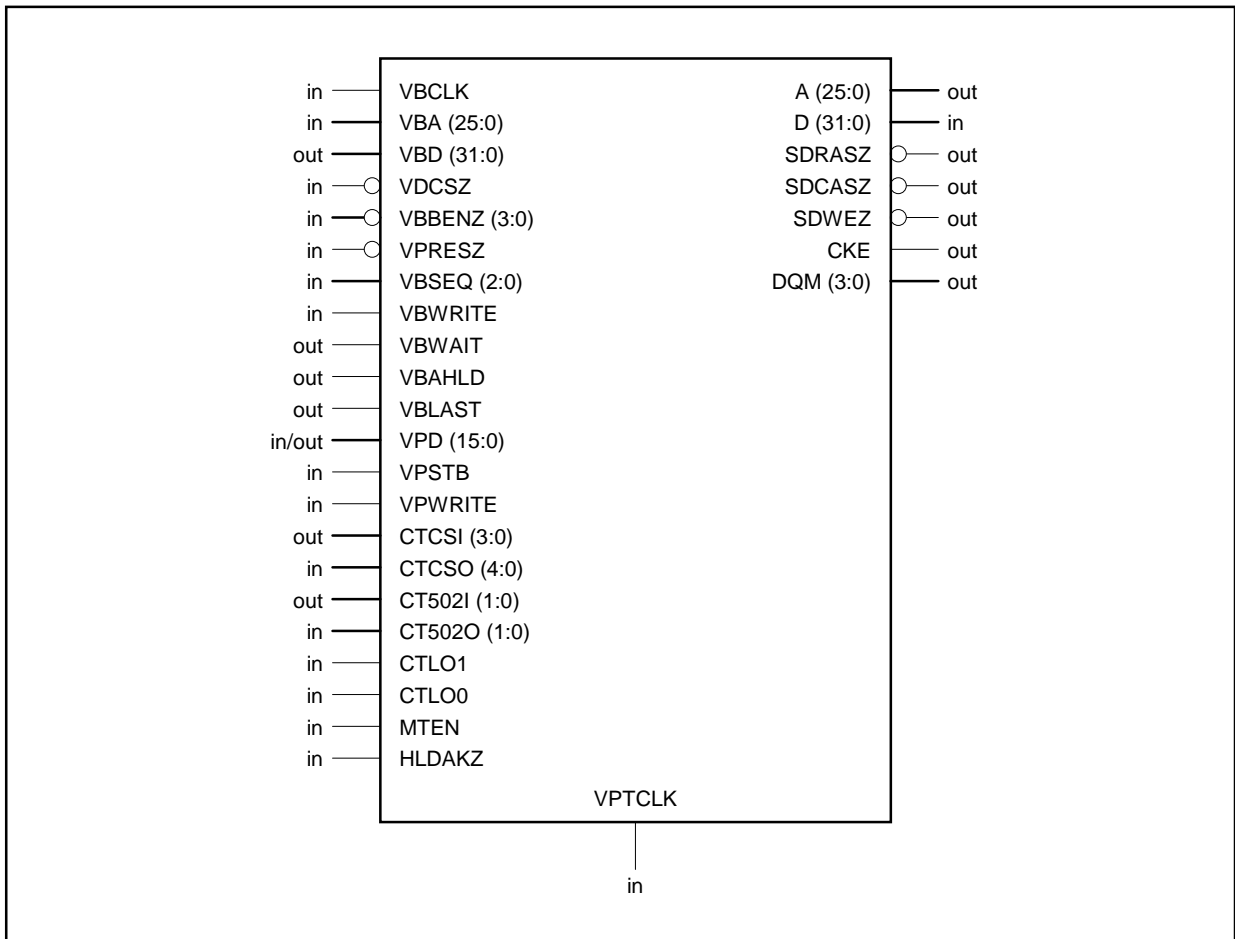 in VBCLK A (25:0) out
in VBA (25:0) D (31:0) in
out VBD (31:0) SDRASZ out
in VDCSZ SDCASZ out
in VBBENZ (3:0) SDWEZ out
in VPRESZ CKE out
in VBSEQ (2:0) DQM (3:0) out
in VBWRITE
out VBWAIT
out VBAHLD
out VBLAST
in/out VPD (15:0)
in VPSTB
in VPWRITE
out CTCSI (3:0)
in CTCSO (4:0)
out CT502I (1:0)
in CT502O (1:0)
in CTLO1
in CTLO0
in MTEN
in HLDAKZ
VPTCLK
in